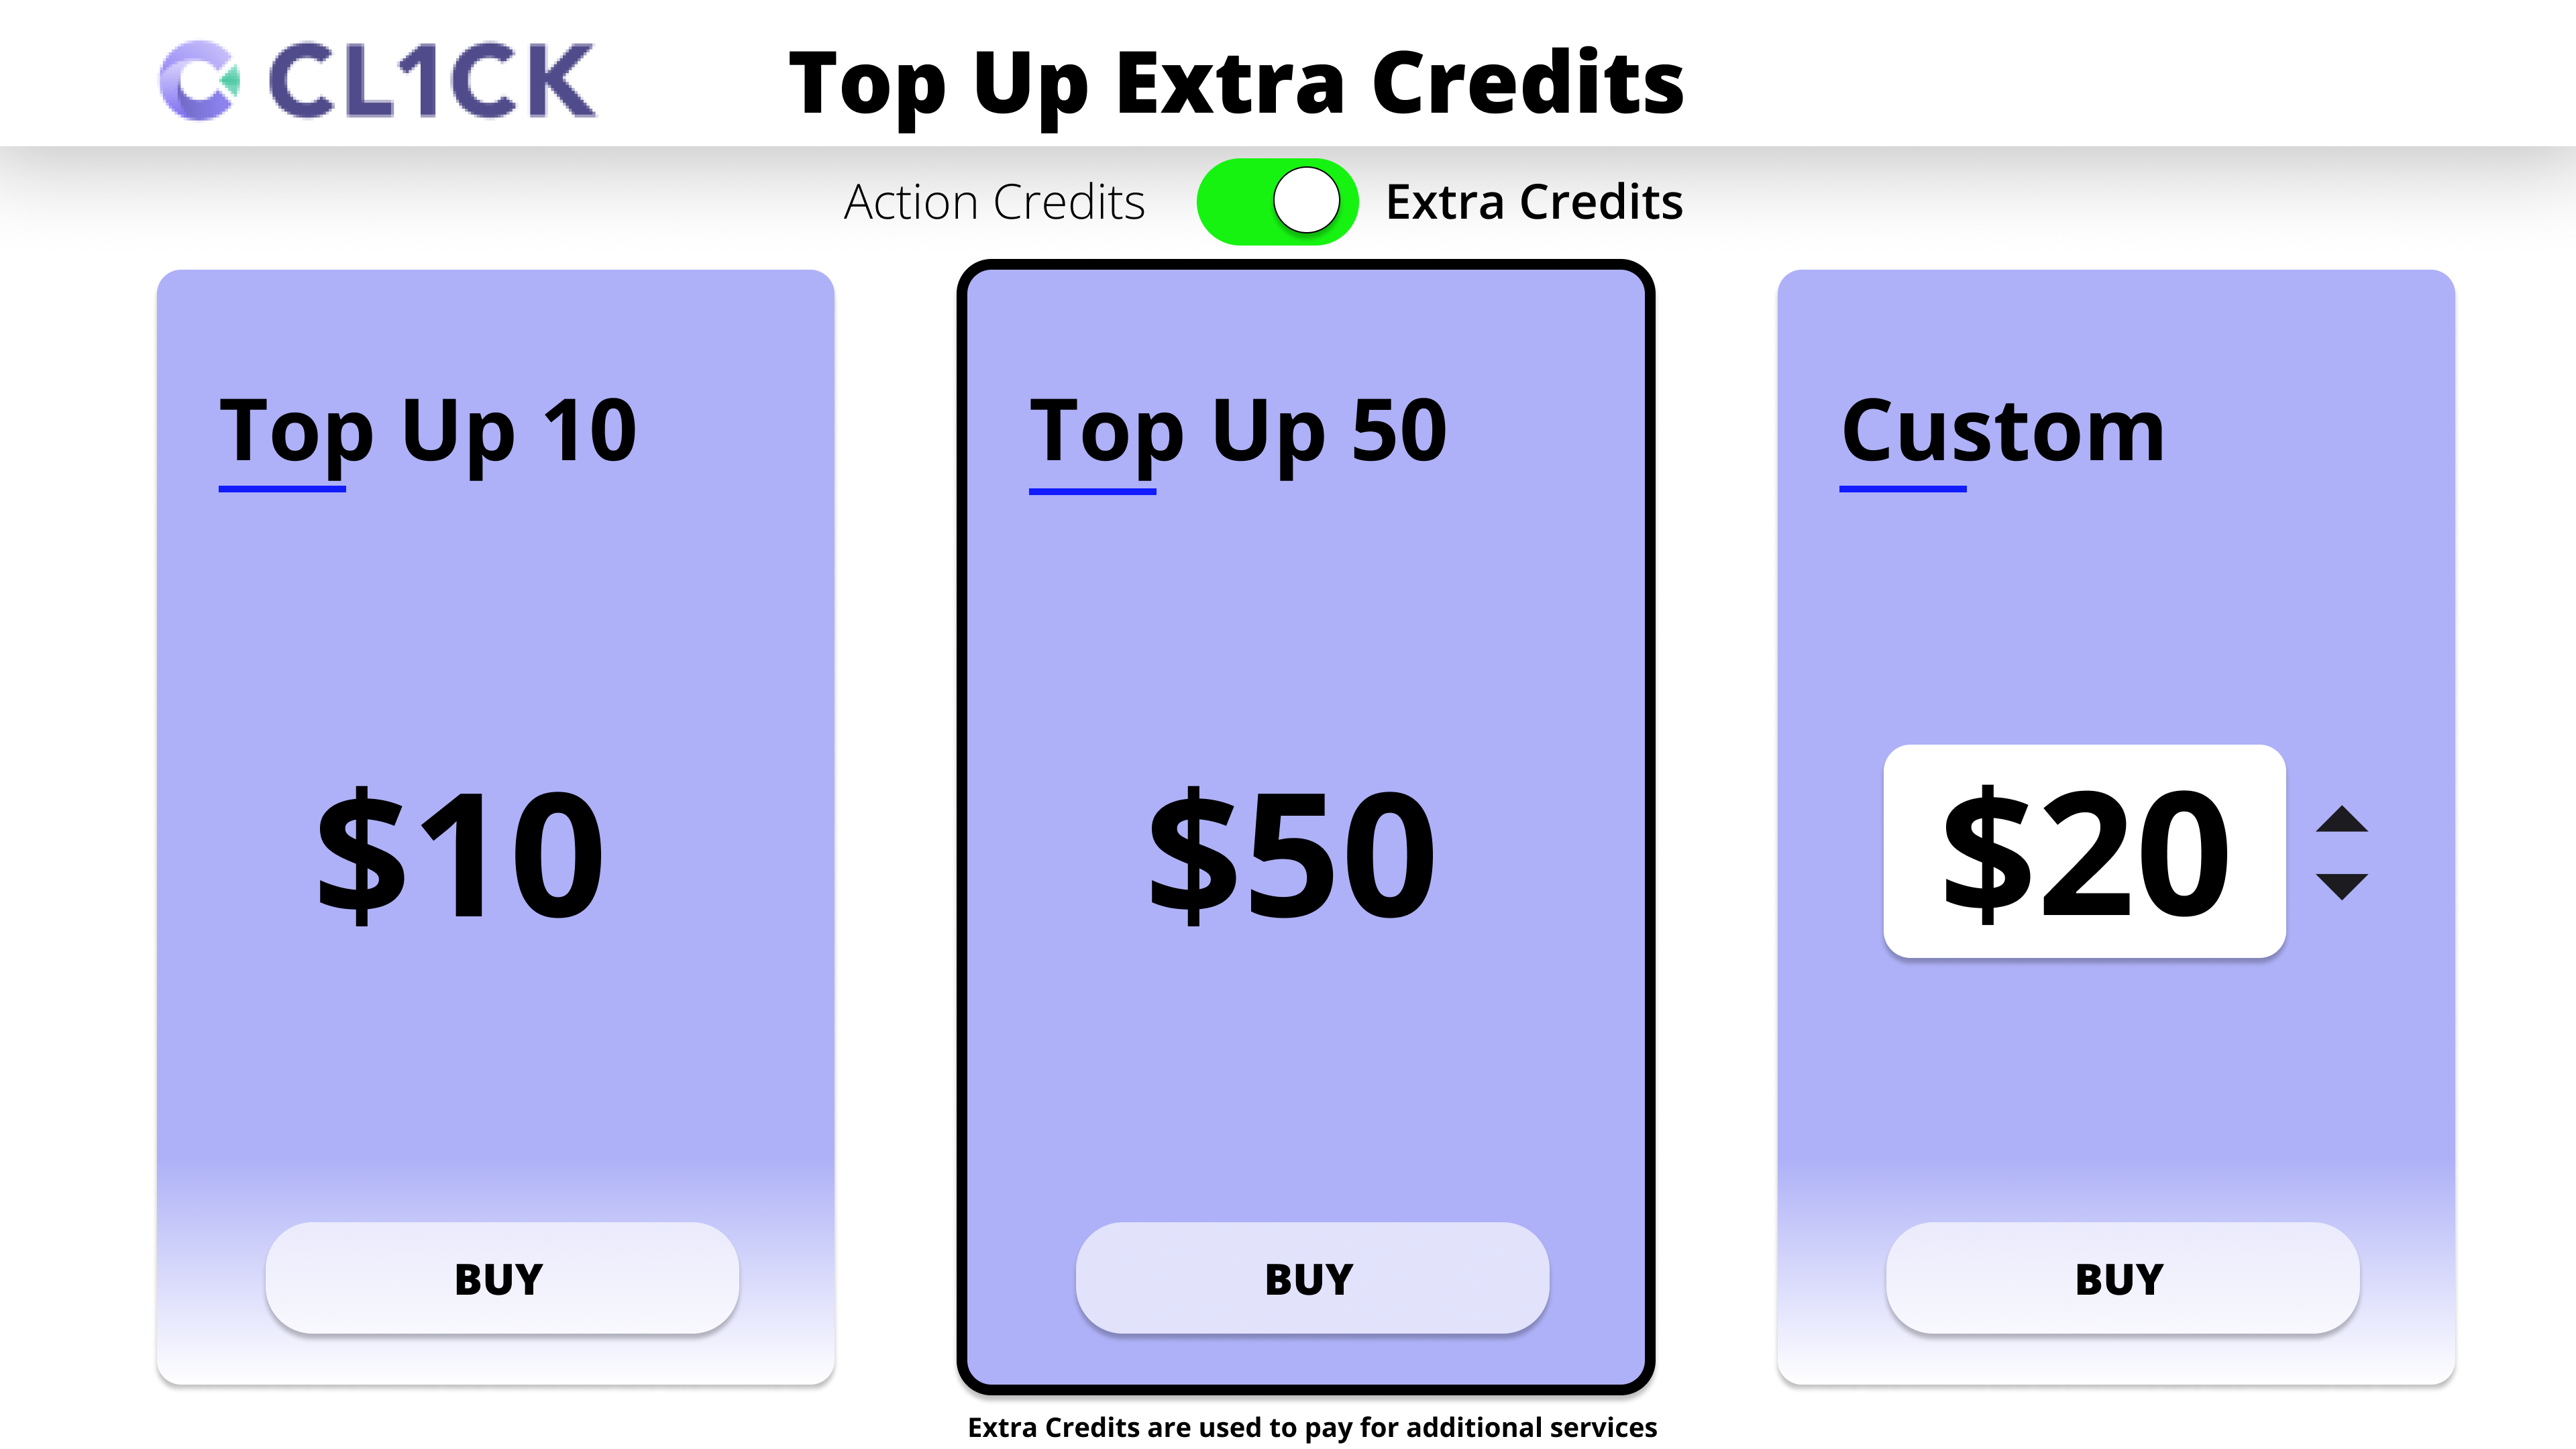 CL1CK
Top Up Extra Credits
Action Credits
Extra Credits
Top Up 10
$10
BUY
Top Up 50
$50
BUY
Custom
$20
BUY
Extra Credits are used to pay for additional services